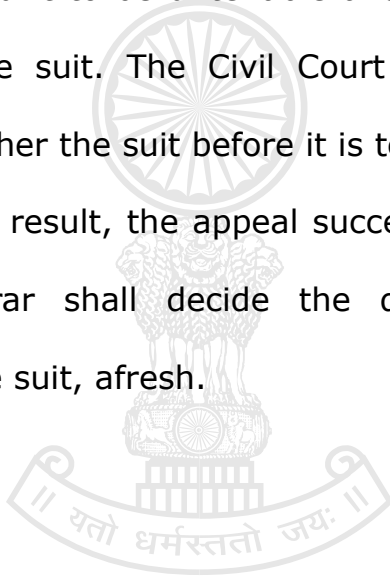 e suit. The Civil Court
her the suit before it is t
result, the appeal succe
rar shall decide the
e suit, afresh.
॥ यतो धर्मस्ततो जयः ॥